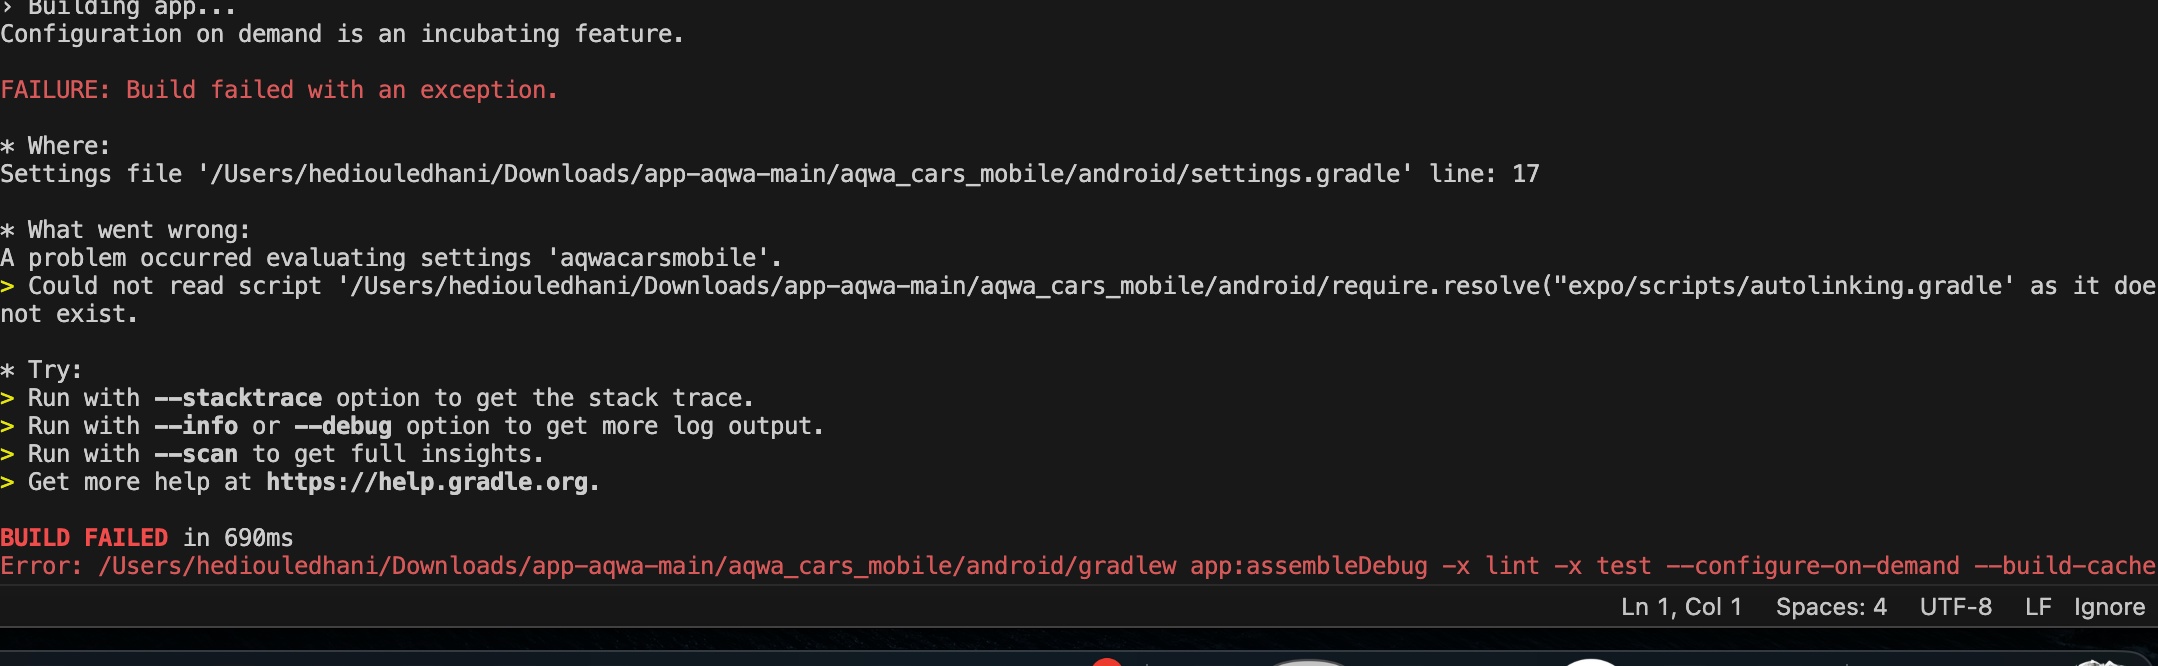 › Building app...
Configuration on demand is an incubating feature.
FAILURE: Build failed with an exception.
* Where:
Settings file '/Users/hediouledhani/Downloads/app-aqwa-main/aqwa_cars_mobile/android/settings.gradle' line: 17
* What went wrong:
A problem occurred evaluating settings 'aqwacarsmobile'.
> Could not read script '/Users/hediouledhani/Downloads/app-aqwa-main/aqwa_cars_mobile/android/require.resolve("expo/scripts/autolinking.gradle' as it doe
not exist.
* Try:
> Run with --stacktrace option to get the stack trace.
> Run with --info or --debug option to get more log output.
> Run with --scan to get full insights.
> Get more help at https://help.gradle.org.
BUILD FAILED in 690ms
Error: /Users/hediouledhani/Downloads/app-aqwa-main/aqwa_cars_mobile/android/gradlew app:assembleDebug -x lint -x test --configure-on-demand --build-cache
Ln 1, Col 1 Spaces: 4 UTF-8 LF Ignore